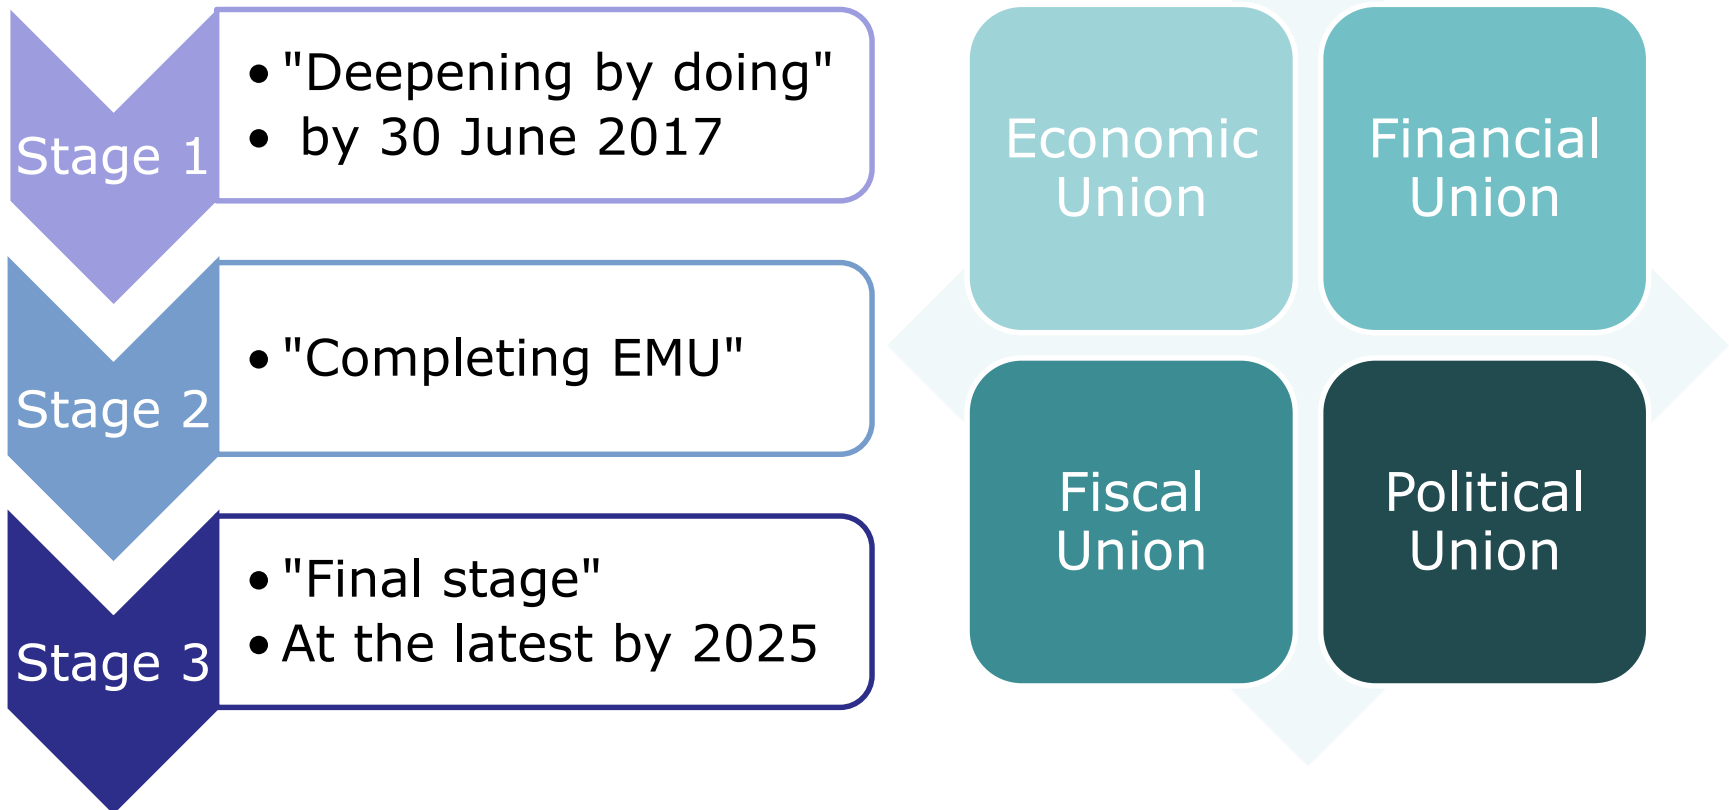 Stage 1
• "Deepening by doing"
• by 30 June 2017
Stage 2
• "Completing EMU"
Stage 3
• "Final stage"
• At the latest by 2025
Economic
Union
Financial
Union
Fiscal
Union
Political
Union